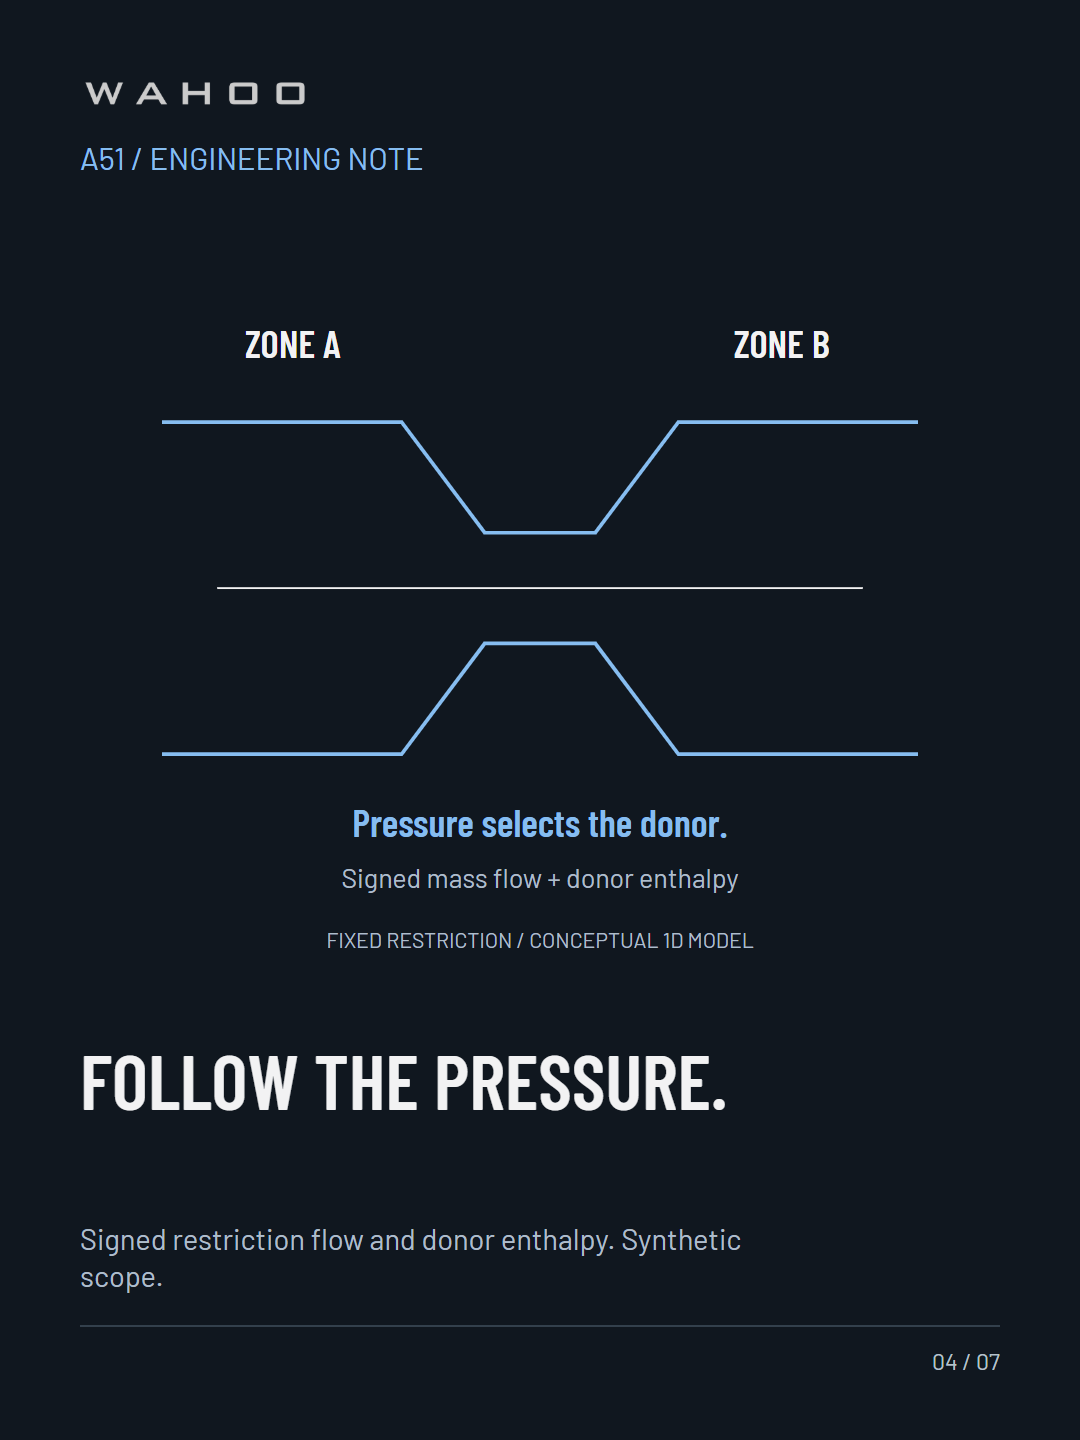 WAHOO
A51 / ENGINEERING NOTE
ZONE A
ZONE B
Pressure selects the donor.
Signed mass flow + donor enthalpy
FIXED RESTRICTION / CONCEPTUAL 1D MODEL
FOLLOW THE PRESSURE.
Signed restriction flow and donor enthalpy. Synthetic
scope.
04 / 07